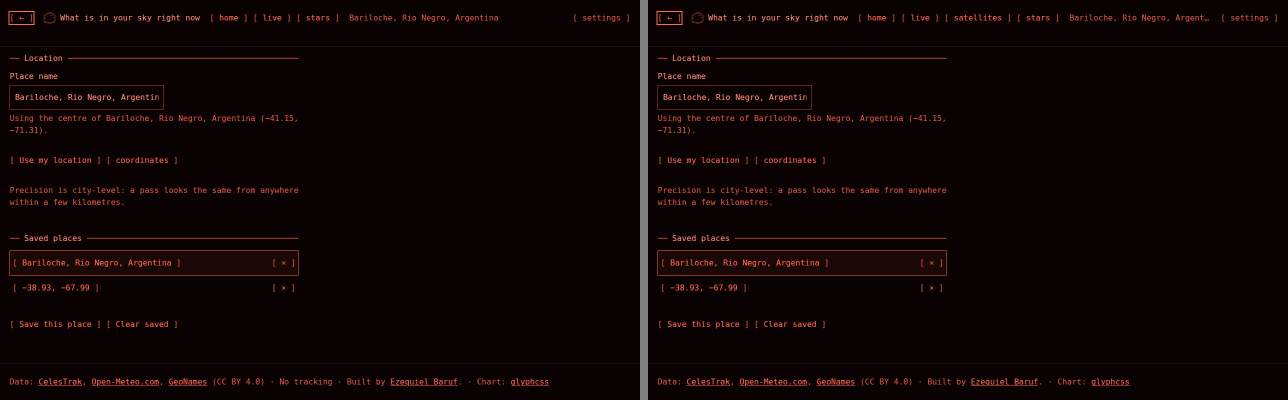 [ ← ] What is in your sky right now [ home ] [ live ] [ stars ] Bariloche, Rio Negro, Argentina [ settings ]
── Location ──
Place name
Bariloche, Rio Negro, Argentin
Using the centre of Bariloche, Rio Negro, Argentina (−41.15,
−71.31).
[ Use my location ] [ coordinates ]
Precision is city-level: a pass looks the same from anywhere
within a few kilometres.
── Saved places ──
[ Bariloche, Rio Negro, Argentina ] [ × ]
[ −38.93, −67.99 ] [ × ]
[ Save this place ] [ Clear saved ]
Data: CelesTrak, Open-Meteo.com, GeoNames (CC BY 4.0) · No tracking · Built by Ezequiel Baruf. · Chart: glyphcss
[ ← ] What is in your sky right now [ home ] [ live ] [ satellites ] [ stars ] Bariloche, Rio Negro, Argent… [ settings ]
── Location ──
Place name
Bariloche, Rio Negro, Argentin
Using the centre of Bariloche, Rio Negro, Argentina (−41.15,
−71.31).
[ Use my location ] [ coordinates ]
Precision is city-level: a pass looks the same from anywhere
within a few kilometres.
── Saved places ──
[ Bariloche, Rio Negro, Argentina ] [ × ]
[ −38.93, −67.99 ] [ × ]
[ Save this place ] [ Clear saved ]
Data: CelesTrak, Open-Meteo.com, GeoNames (CC BY 4.0) · Built by Ezequiel Baruf. · Chart: glyphcss